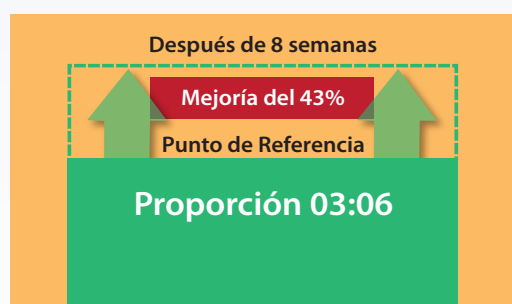 Después de 8 semanas
Mejoría del 43%
Punto de Referencia
Proporción 03:06